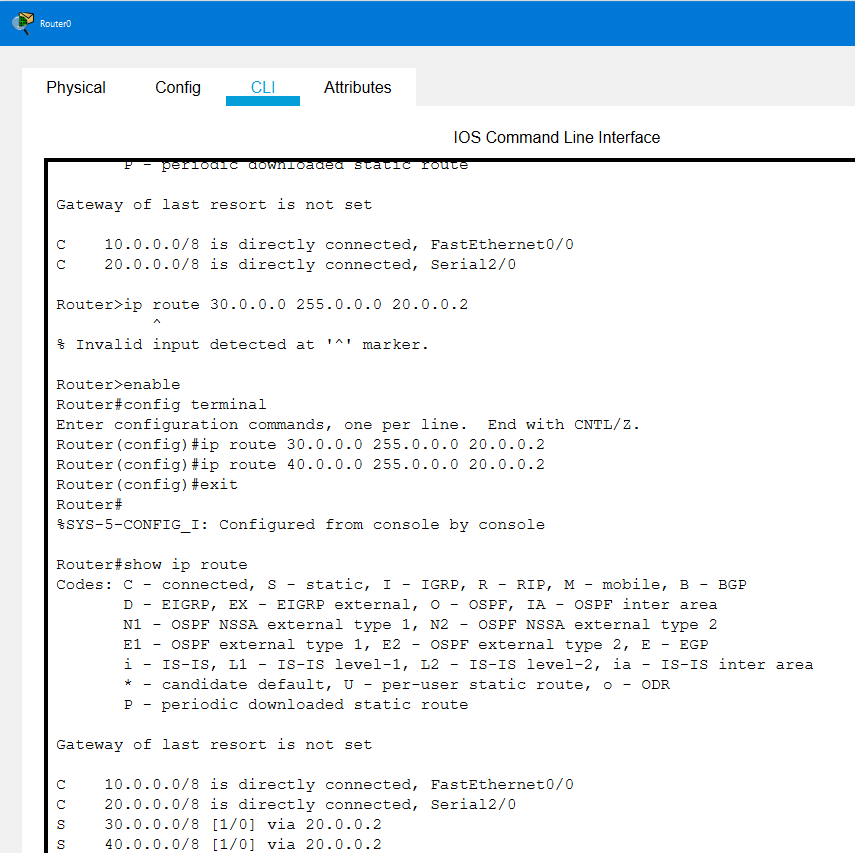 Router0
Physical Config CLI Attributes
IOS Command Line Interface
P - periodic downloaded static route
Gateway of last resort is not set
C    10.0.0.0/8 is directly connected, FastEthernet0/0
C    20.0.0.0/8 is directly connected, Serial2/0
Router>ip route 30.0.0.0 255.0.0.0 20.0.0.2
^
% Invalid input detected at '^' marker.
Router>enable
Router#config terminal
Enter configuration commands, one per line.  End with CNTL/Z.
Router(config)#ip route 30.0.0.0 255.0.0.0 20.0.0.2
Router(config)#ip route 40.0.0.0 255.0.0.0 20.0.0.2
Router(config)#exit
Router#
%SYS-5-CONFIG_I: Configured from console by console
Router#show ip route
Codes: C - connected, S - static, I - IGRP, R - RIP, M - mobile, B - BGP
D - EIGRP, EX - EIGRP external, O - OSPF, IA - OSPF inter area
N1 - OSPF NSSA external type 1, N2 - OSPF NSSA external type 2
E1 - OSPF external type 1, E2 - OSPF external type 2, E - EGP
i - IS-IS, L1 - IS-IS level-1, L2 - IS-IS level-2, ia - IS-IS inter area
* - candidate default, U - per-user static route, o - ODR
P - periodic downloaded static route
Gateway of last resort is not set
C    10.0.0.0/8 is directly connected, FastEthernet0/0
C    20.0.0.0/8 is directly connected, Serial2/0
S    30.0.0.0/8 [1/0] via 20.0.0.2
S    40.0.0.0/8 [1/0] via 20.0.0.2